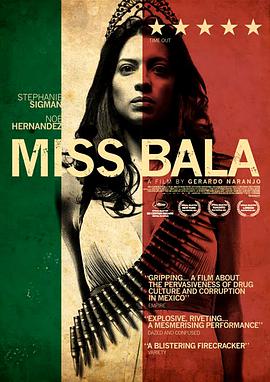 ★★★★★
TIME OUT
STEPHANIE
SIGMAN
NOE
HERNANDEZ
MISS BALA
A FILM BY GERARDO NARANJO
"GRIPPING... A FILM ABOUT
THE PERVASIVENESS OF DRUG
CULTURE AND CORRUPTION
IN MEXICO"
EMPIRE
"EXPLOSIVE, RIVETING...
A MESMERISING PERFORMANCE"
DAZED AND CONFUSED
"A BLISTERING FIRECRACKER"
VARIETY